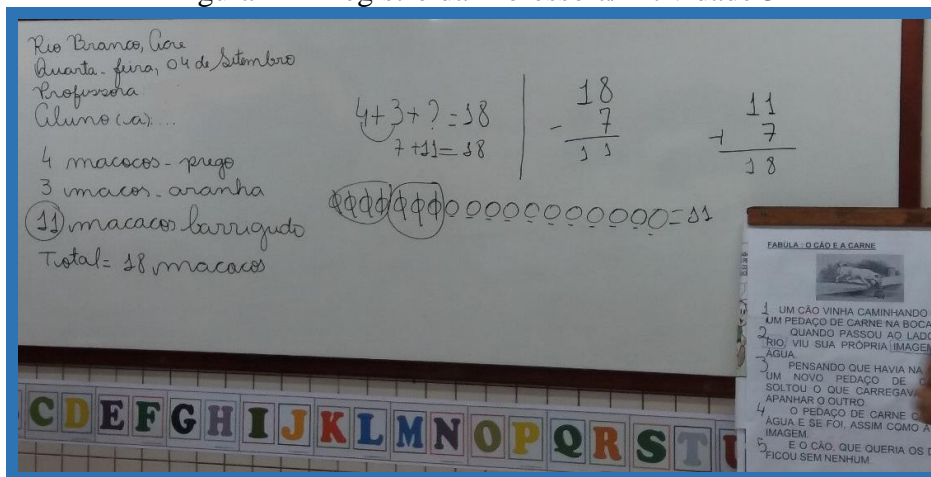 Rio Branco, Acre
Quarta-feira, 04 de Setembro
Professora
Aluno (a)....
4 macacos-prego
3 macacos-aranha
11 macacos barrigudo
Total= 18 macacos
4+3+?=18
7+11=18
18
- 7
11
11
+ 7
18
=11
FABÚLA : O CÃO E A CARNE
1 UM CÃO VINHA CAMINHANDO
UM PEDAÇO DE CARNE NA BOCA
2 QUANDO PASSOU AO LADO
RIO, VIU SUA PRÓPRIA IMAGEM
ÁGUA.
3 PENSANDO QUE HAVIA NA
UM NOVO PEDAÇO DE
SOLTOU O QUE CARREGAVA
APANHAR O OUTRO.
4 O PEDAÇO DE CARNE
ÁGUA E SE FOI, ASSIM COMO A
IMAGEM.
5 E O CÃO, QUE QUERIA OS
FICOU SEM NENHUM.
C D E F G H I J K L M N O P Q R S T U